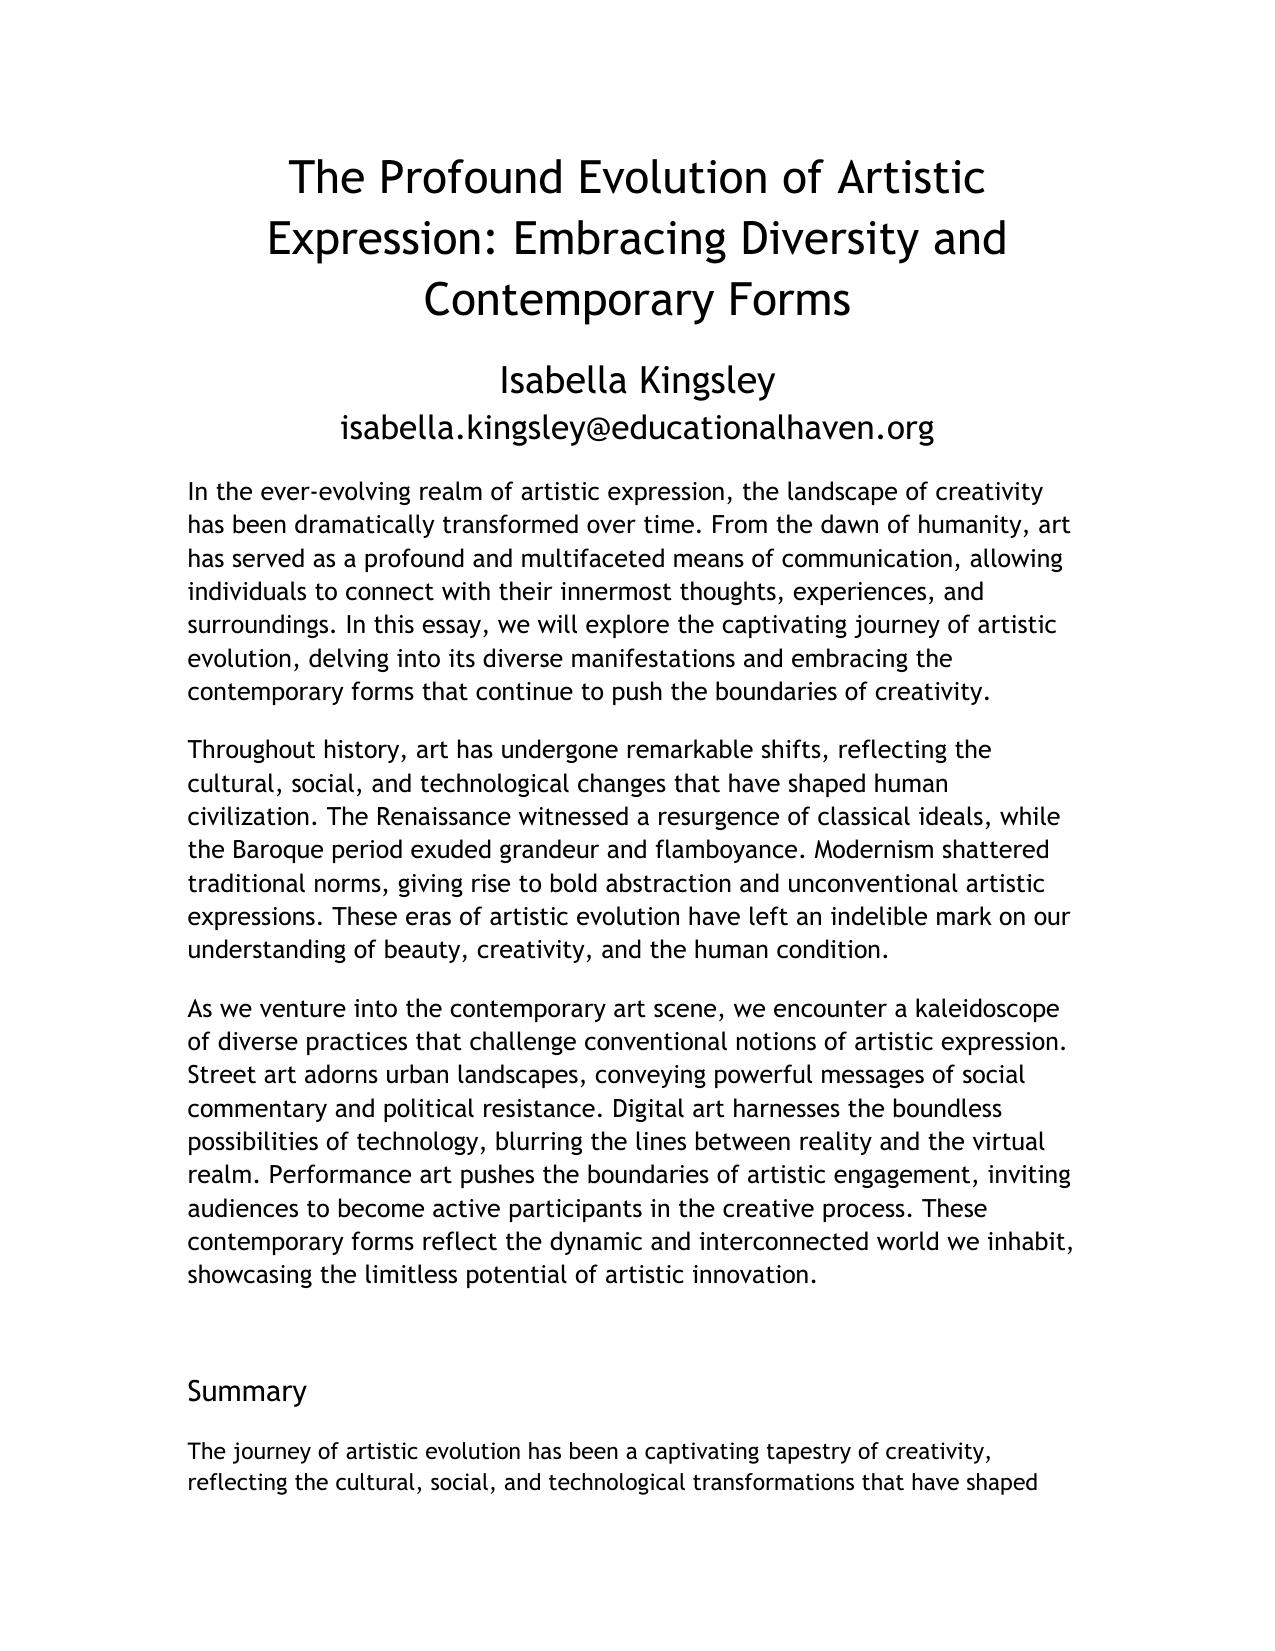 The Profound Evolution of Artistic
Expression: Embracing Diversity and
Contemporary Forms
Isabella Kingsley
isabella.kingsley@educationalhaven.org
In the ever-evolving realm of artistic expression, the landscape of creativity
has been dramatically transformed over time. From the dawn of humanity, art
has served as a profound and multifaceted means of communication, allowing
individuals to connect with their innermost thoughts, experiences, and
surroundings. In this essay, we will explore the captivating journey of artistic
evolution, delving into its diverse manifestations and embracing the
contemporary forms that continue to push the boundaries of creativity.
Throughout history, art has undergone remarkable shifts, reflecting the
cultural, social, and technological changes that have shaped human
civilization. The Renaissance witnessed a resurgence of classical ideals, while
the Baroque period exuded grandeur and flamboyance. Modernism shattered
traditional norms, giving rise to bold abstraction and unconventional artistic
expressions. These eras of artistic evolution have left an indelible mark on our
understanding of beauty, creativity, and the human condition.
As we venture into the contemporary art scene, we encounter a kaleidoscope
of diverse practices that challenge conventional notions of artistic expression.
Street art adorns urban landscapes, conveying powerful messages of social
commentary and political resistance. Digital art harnesses the boundless
possibilities of technology, blurring the lines between reality and the virtual
realm. Performance art pushes the boundaries of artistic engagement, inviting
audiences to become active participants in the creative process. These
contemporary forms reflect the dynamic and interconnected world we inhabit,
showcasing the limitless potential of artistic innovation.
Summary
The journey of artistic evolution has been a captivating tapestry of creativity,
reflecting the cultural, social, and technological transformations that have shaped